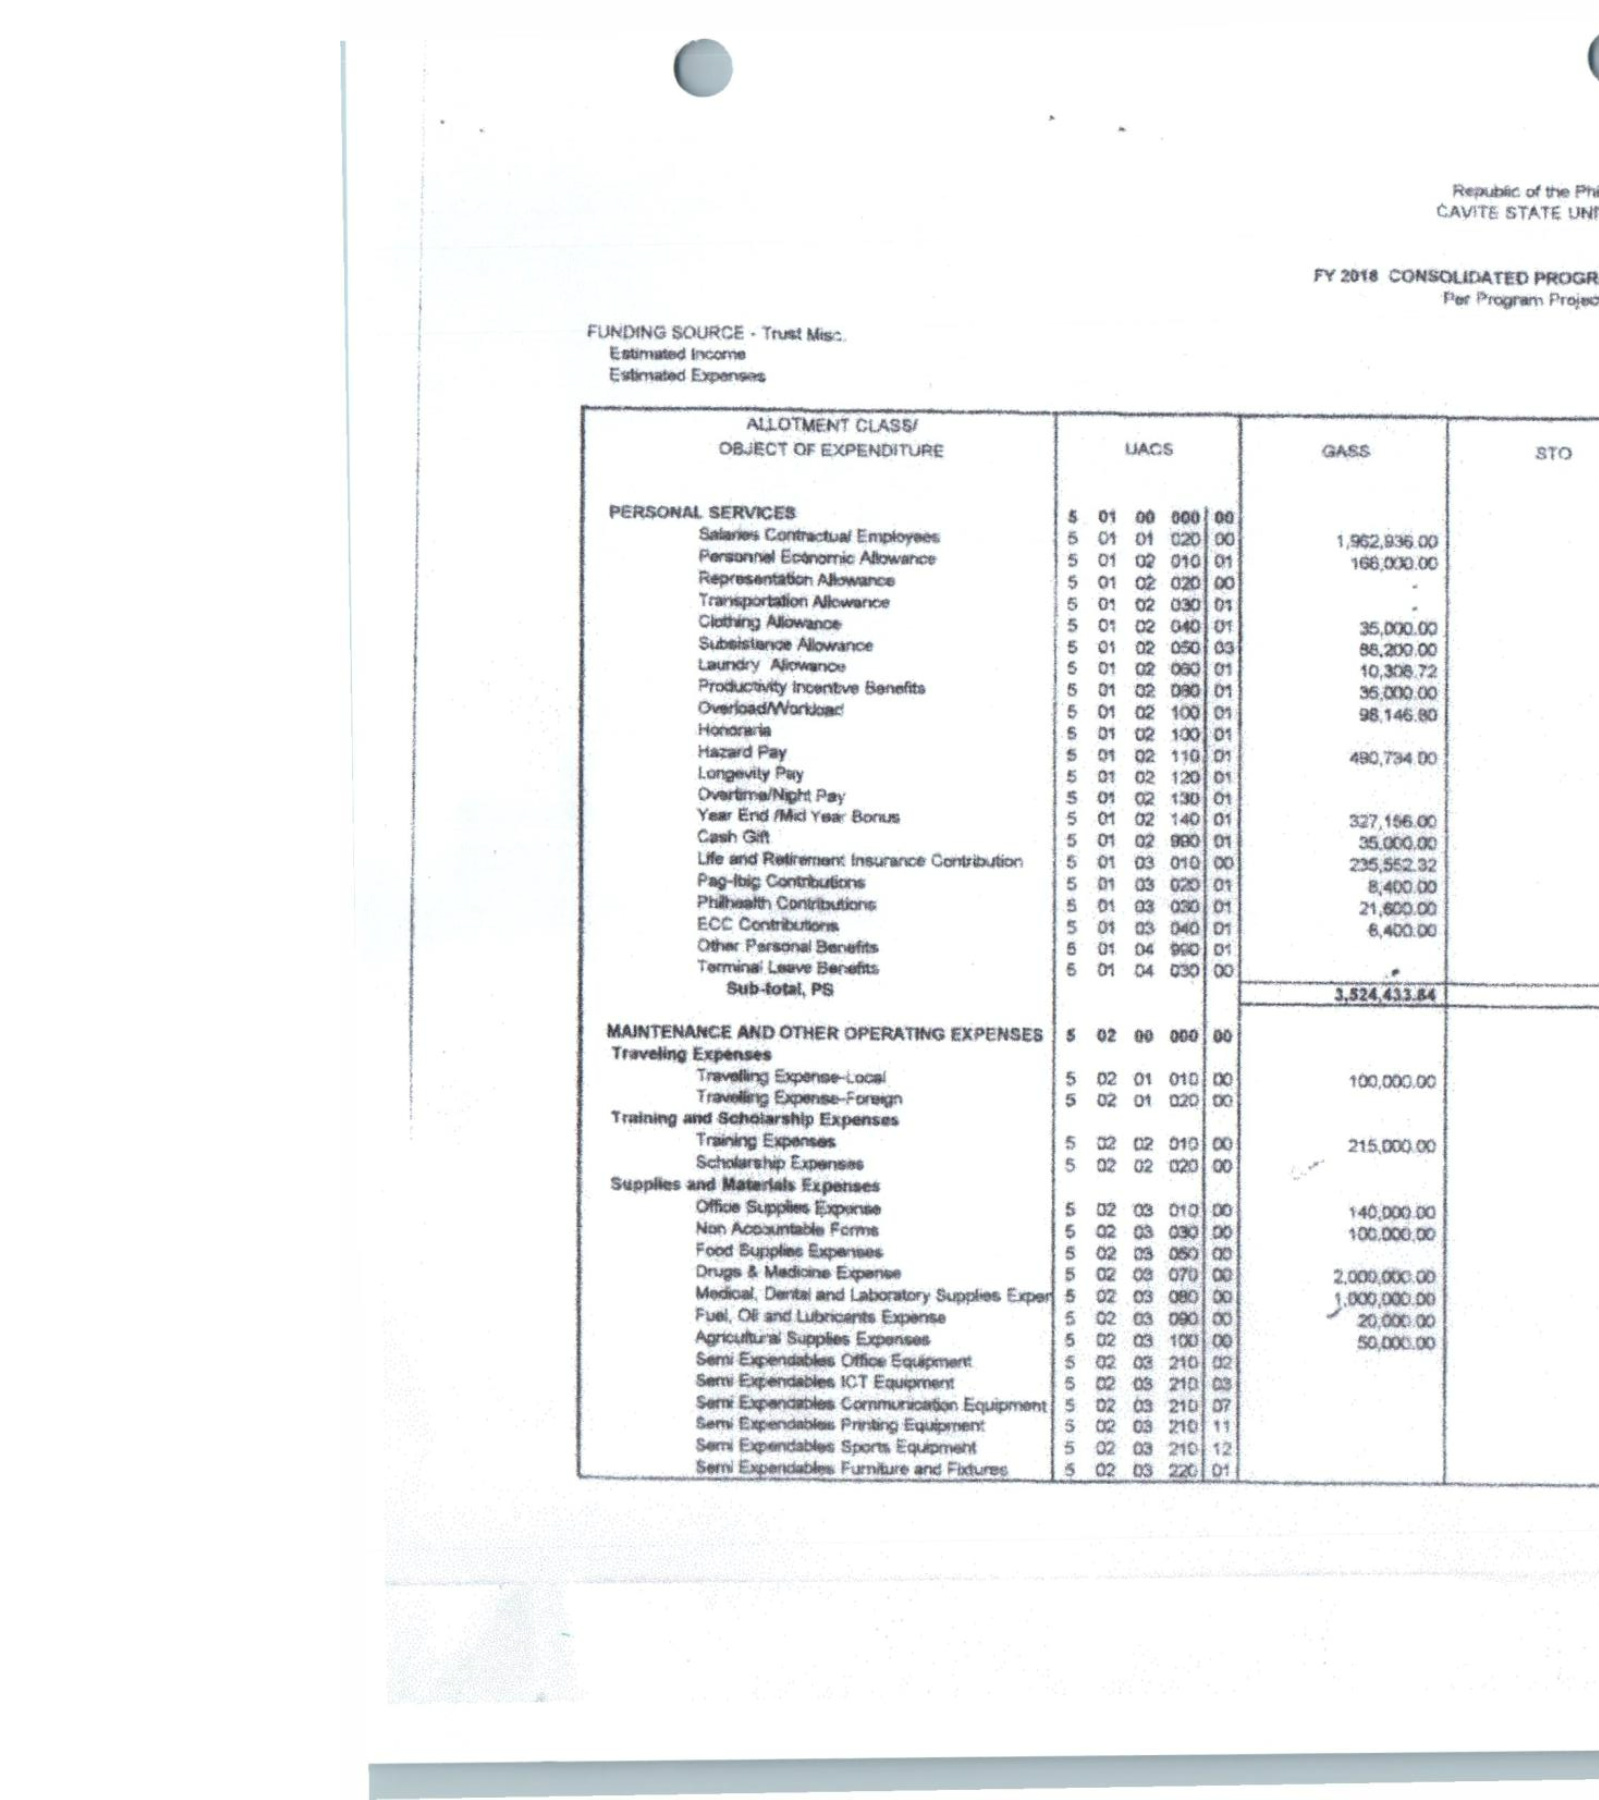 Republic of the Phi
CAVITE STATE UNI
FY 2018 CONSOLIDATED PROGR
Per Program Projec
FUNDING SOURCE - Trust Misc.
Estimated Income
Estimated Expenses
ALLOTMENT CLASS/
OBJECT OF EXPENDITURE UACS GASS STO
PERSONAL SERVICES 5 01 00 000 00
Salaries Contractual Employees 5 01 01 020 00 1,962,936.00
Personnel Economic Allowance 5 01 02 010 01 168,000.00
Representation Allowance 5 01 02 020 00 -
Transportation Allowance 5 01 02 030 01 -
Clothing Allowance 5 01 02 040 01 35,000.00
Subsistence Allowance 5 01 02 050 03 88,200.00
Laundry Allowance 5 01 02 060 01 10,308.72
Productivity Incentive Benefits 5 01 02 080 01 35,000.00
Overload/Workload 5 01 02 100 01 98,146.80
Honoraria 5 01 02 100 01
Hazard Pay 5 01 02 110 01 490,734.00
Longevity Pay 5 01 02 120 01
Overtime/Night Pay 5 01 02 130 01
Year End /Mid Year Bonus 5 01 02 140 01 327,156.00
Cash Gift 5 01 02 990 01 35,000.00
Life and Retirement Insurance Contribution 5 01 03 010 00 235,552.32
Pag-Ibig Contributions 5 01 03 020 01 8,400.00
Philhealth Contributions 5 01 03 030 01 21,600.00
ECC Contributions 5 01 03 040 01 8,400.00
Other Personal Benefits 5 01 04 990 01
Terminal Leave Benefits 5 01 04 030 00 -
Sub-total, PS 3,524,433.84
MAINTENANCE AND OTHER OPERATING EXPENSES 5 02 00 000 00
Traveling Expenses
Travelling Expense-Local 5 02 01 010 00 100,000.00
Travelling Expense-Foreign 5 02 01 020 00
Training and Scholarship Expenses
Training Expenses 5 02 02 010 00 215,000.00
Scholarship Expenses 5 02 02 020 00
Supplies and Materials Expenses
Office Supplies Expense 5 02 03 010 00 140,000.00
Non Accountable Forms 5 02 03 030 00 100,000.00
Food Supplies Expenses 5 02 03 050 00
Drugs & Medicine Expense 5 02 03 070 00 2,000,000.00
Medical, Dental and Laboratory Supplies Exper 5 02 03 080 00 1,000,000.00
Fuel, Oil and Lubricants Expense 5 02 03 090 00 20,000.00
Agricultural Supplies Expenses 5 02 03 100 00 50,000.00
Semi Expendables Office Equipment 5 02 03 210 02
Semi Expendables ICT Equipment 5 02 03 210 03
Semi Expendables Communication Equipment 5 02 03 210 07
Semi Expendables Printing Equipment 5 02 03 210 11
Semi Expendables Sports Equipment 5 02 03 210 12
Semi Expendables Furniture and Fixtures 5 02 03 220 01